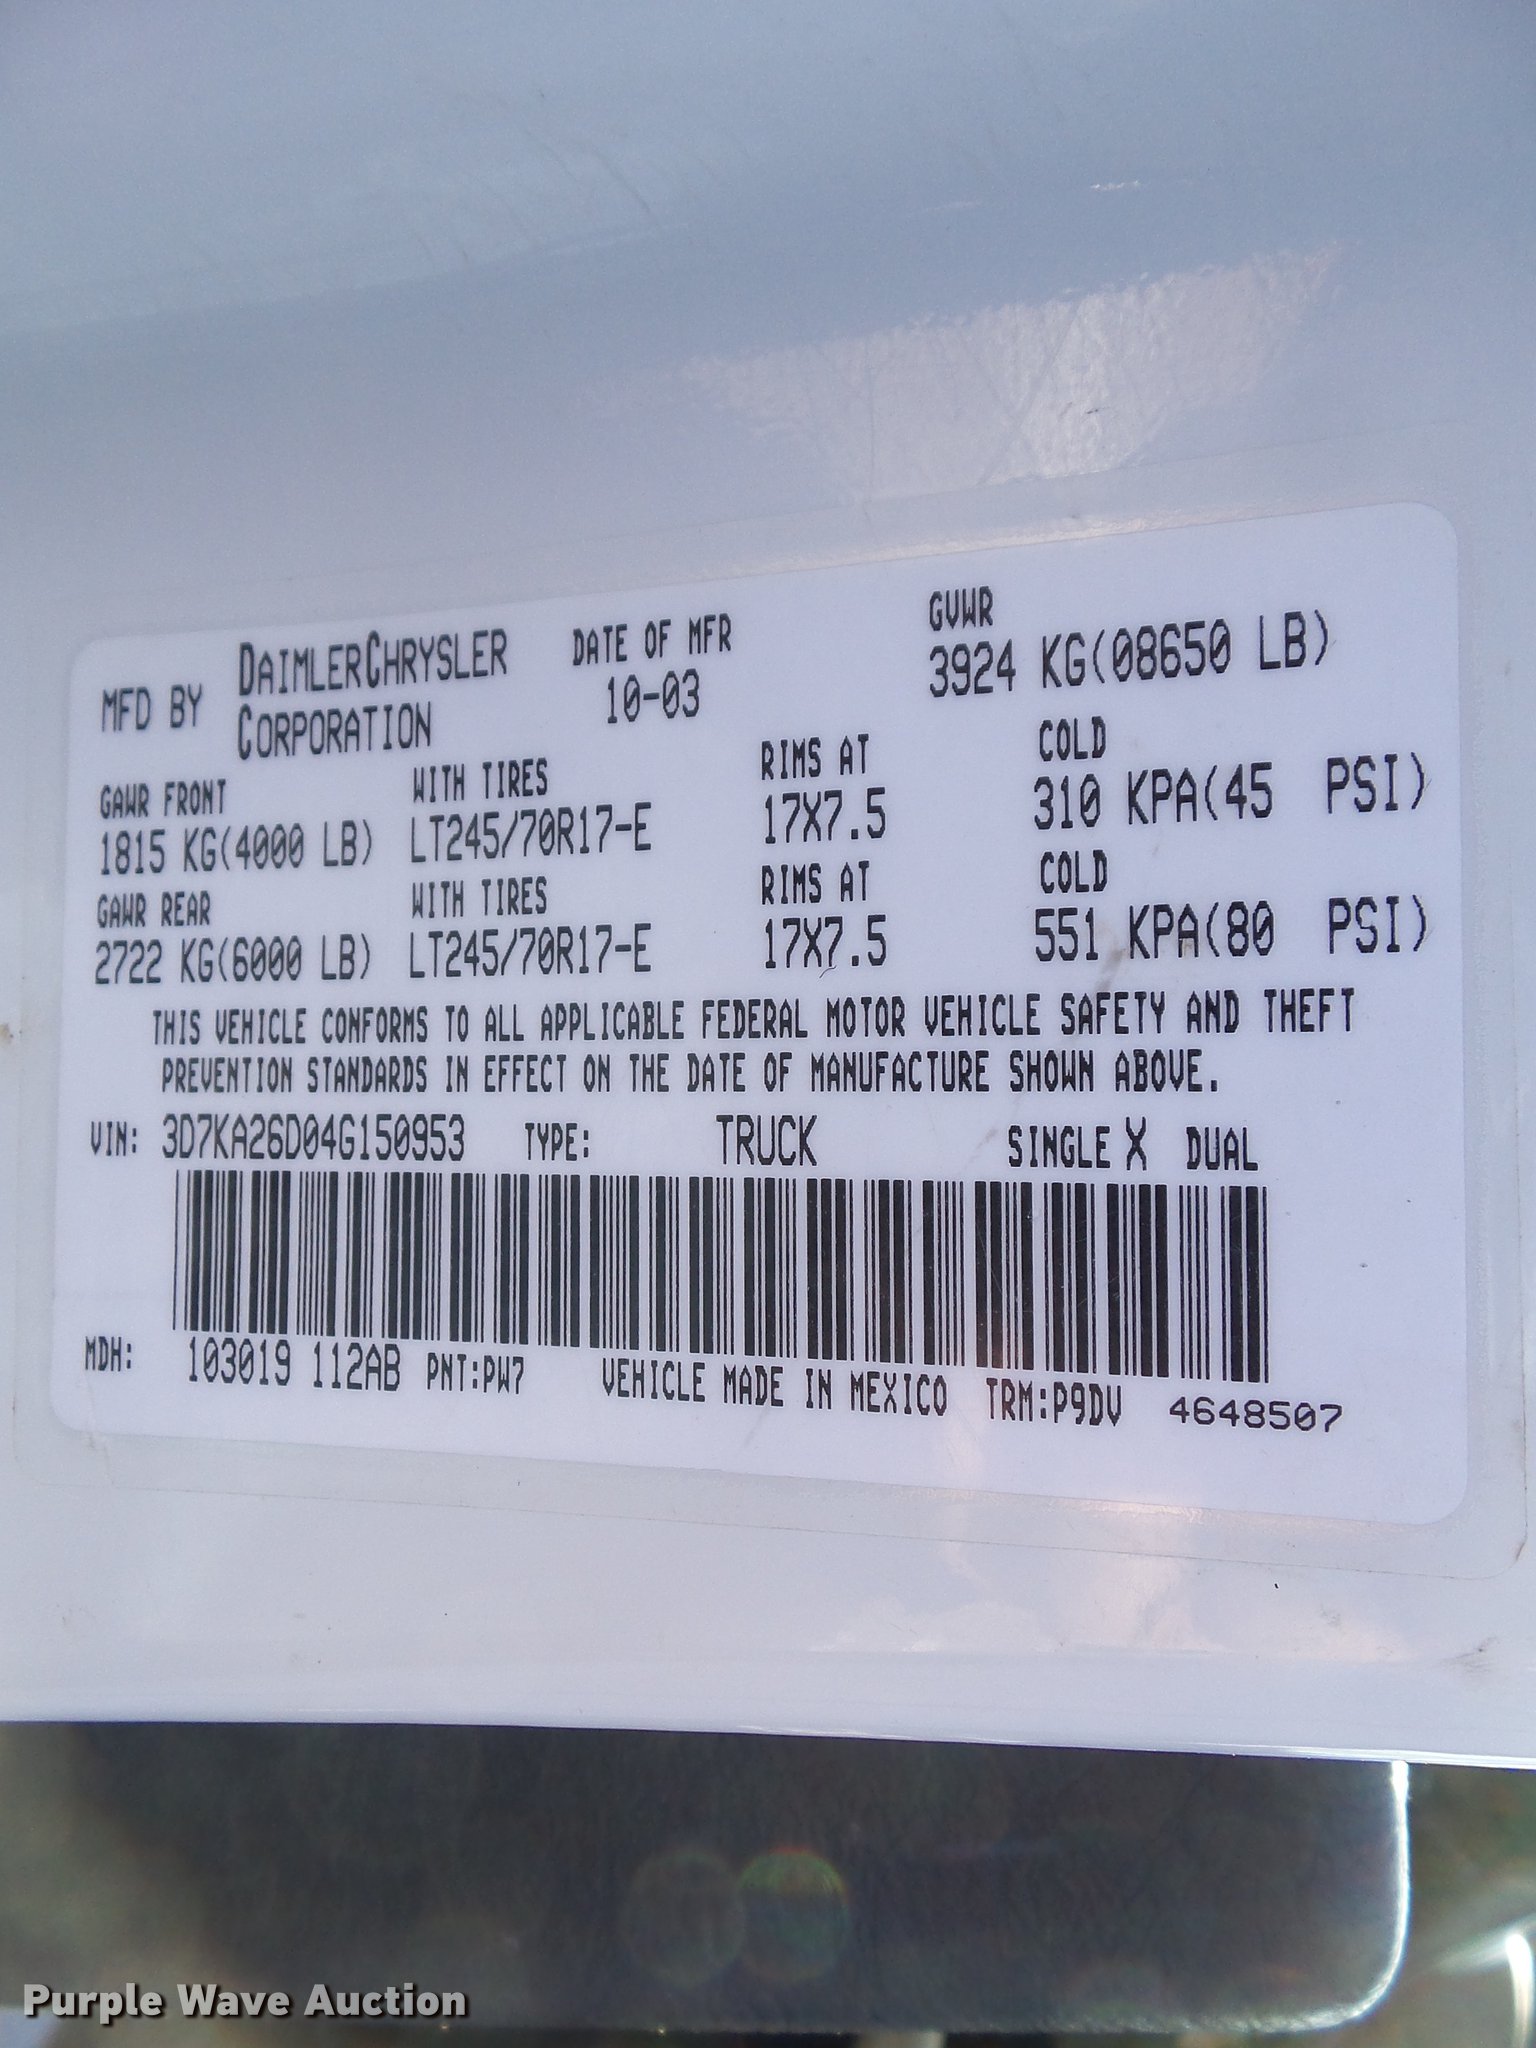 MFD BY DAIMLERCHRYSLER CORPORATION DATE OF MFR 10-03 GVWR 3924 KG(08650 LB)
GAWR FRONT WITH TIRES RIMS AT COLD
1815 KG(4000 LB) LT245/70R17-E 17X7.5 310 KPA(45 PSI)
GAWR REAR WITH TIRES RIMS AT COLD
2722 KG(6000 LB) LT245/70R17-E 17X7.5 551 KPA(80 PSI)
THIS VEHICLE CONFORMS TO ALL APPLICABLE FEDERAL MOTOR VEHICLE SAFETY AND THEFT
PREVENTION STANDARDS IN EFFECT ON THE DATE OF MANUFACTURE SHOWN ABOVE.
VIN: 3D7KA26D04G150953 TYPE: TRUCK SINGLE X DUAL
MDH: 103019 112AB PNT:PW7 VEHICLE MADE IN MEXICO TRM:P9DV 4648507
Purple Wave Auction